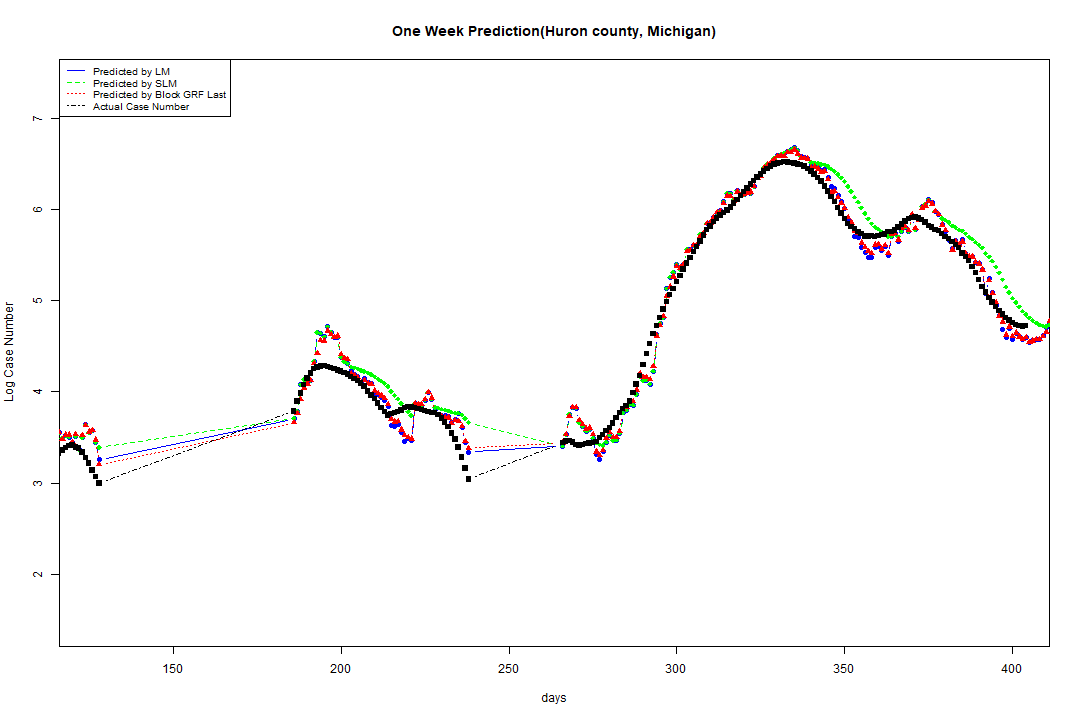 One Week Prediction(Huron county, Michigan)
Predicted by LM
Predicted by SLM
Predicted by Block GRF Last
Actual Case Number
Log Case Number
7
6
5
4
3
2
150 200 250 300 350 400
days